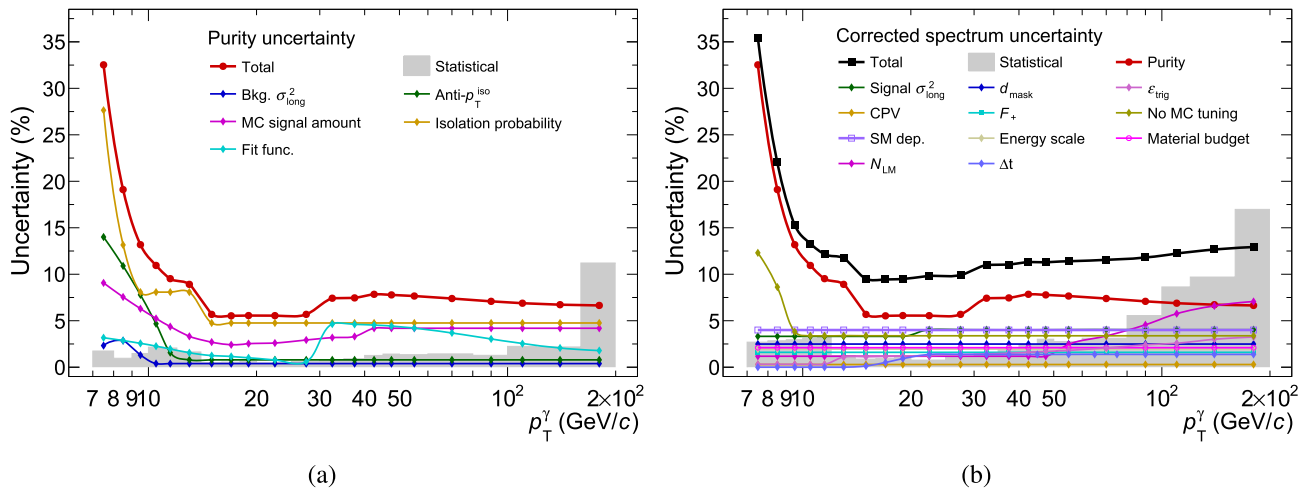 Purity uncertainty
Total
Statistical
Bkg. σ²long
Anti-pTiso
MC signal amount
Isolation probability
Fit func.
Uncertainty (%)
35
30
25
20
15
10
5
0
7 8 9 10 20 30 40 50 10² 2×10²
pTγ (GeV/c)
(a)
Corrected spectrum uncertainty
Total
Statistical
Purity
Signal σ²long
dmask
εtrig
CPV
F+
No MC tuning
SM dep.
Energy scale
Material budget
NLM
Δt
Uncertainty (%)
35
30
25
20
15
10
5
0
7 8 9 10 20 30 40 50 10² 2×10²
pTγ (GeV/c)
(b)